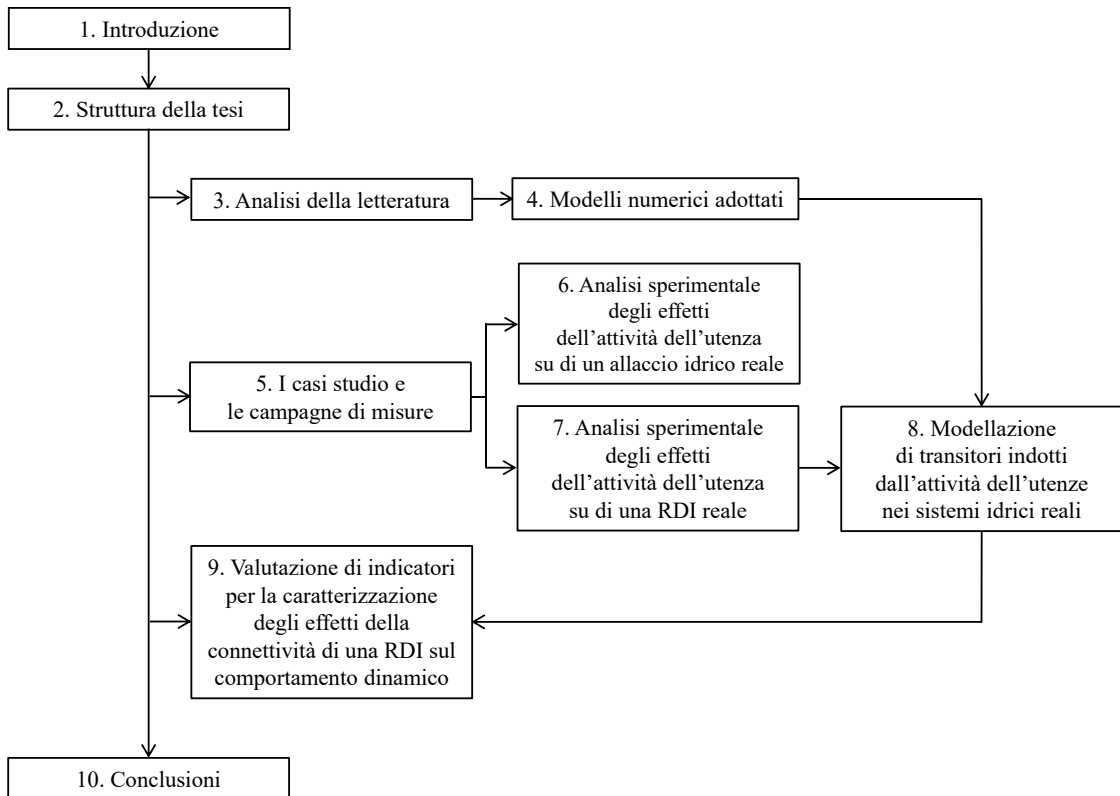 1. Introduzione
2. Struttura della tesi
3. Analisi della letteratura
4. Modelli numerici adottati
5. I casi studio e
le campagne di misure
6. Analisi sperimentale
degli effetti
dell’attività dell’utenza
su di un allaccio idrico reale
7. Analisi sperimentale
degli effetti
dell’attività dell’utenza
su di una RDI reale
8. Modellazione
di transitori indotti
dall’attività dell’utenze
nei sistemi idrici reali
9. Valutazione di indicatori
per la caratterizzazione
degli effetti della
connettività di una RDI sul
comportamento dinamico
10. Conclusioni